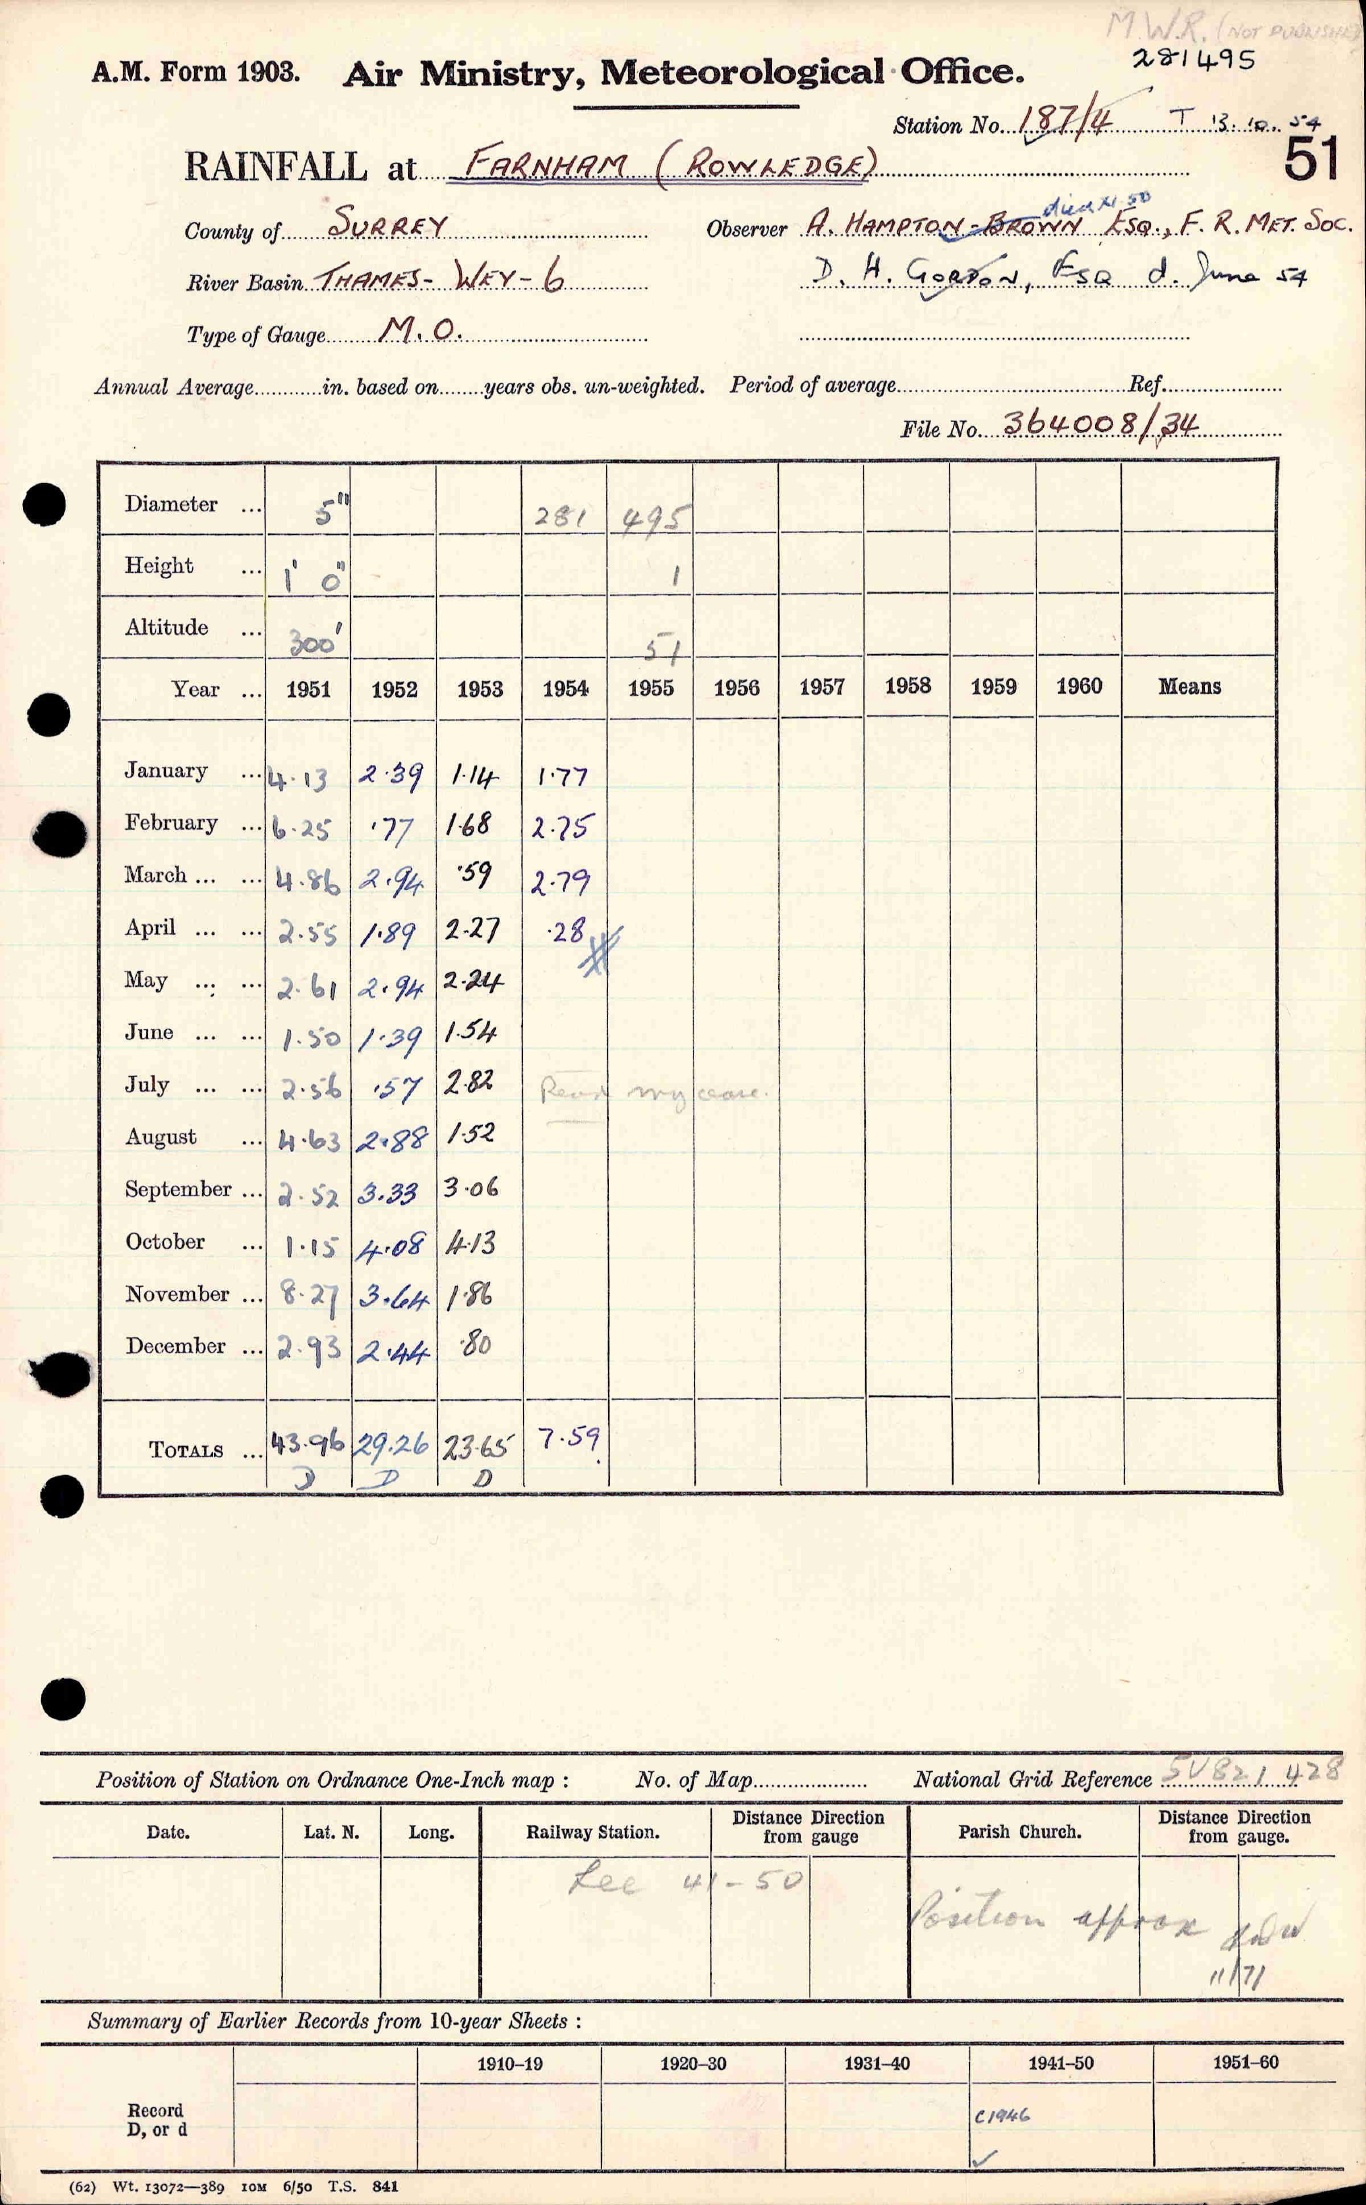 M.W.R. (NOT PUBLISHED)
281495
A.M. Form 1903. Air Ministry, Meteorological Office.
Station No. 187/4 T 13.10.54
51
RAINFALL at FARNHAM (ROWLEDGE)
died XI 50
County of SURREY Observer A. HAMPTON-BROWN ESQ., F.R.MET.SOC.
River Basin THAMES-WEY-6 D. H. GORDON, ESQ d. June 54
Type of Gauge M.O.
Annual Average in. based on years obs. un-weighted. Period of average Ref.
File No. 364008/34
Diameter ... 5" 281 495
Height ... 1' 0" 1
Altitude ... 300' 51
Year ... 1951 1952 1953 1954 1955 1956 1957 1958 1959 1960 Means
January ... 4.13 2.39 1.14 1.77
February ... 6.25 .77 1.68 2.75
March ... ... 4.86 2.94 .59 2.79
April ... ... 2.55 1.89 2.27 .28
May ... ... 2.61 2.94 2.24
June ... ... 1.50 1.39 1.54
July ... ... 2.56 .57 2.82 may cease.
August ... 4.63 2.88 1.52
September ... 2.52 3.33 3.06
October ... 1.15 4.08 4.13
November ... 8.27 3.64 1.86
December ... 2.93 2.44 .80
TOTALS ... 43.96 29.26 23.65 7.59
D D D
Position of Station on Ordnance One-Inch map : No. of Map National Grid Reference SU821 428
Date. Lat. N. Long. Railway Station. Distance Direction from gauge Parish Church. Distance Direction from gauge.
See 41-50
Position approx
11/71
Summary of Earlier Records from 10-year Sheets :
1910–19 1920–30 1931–40 1941–50 1951–60
Record
D, or d
C1946
(62) Wt. 13072—389 10M 6/50 T.S. 841